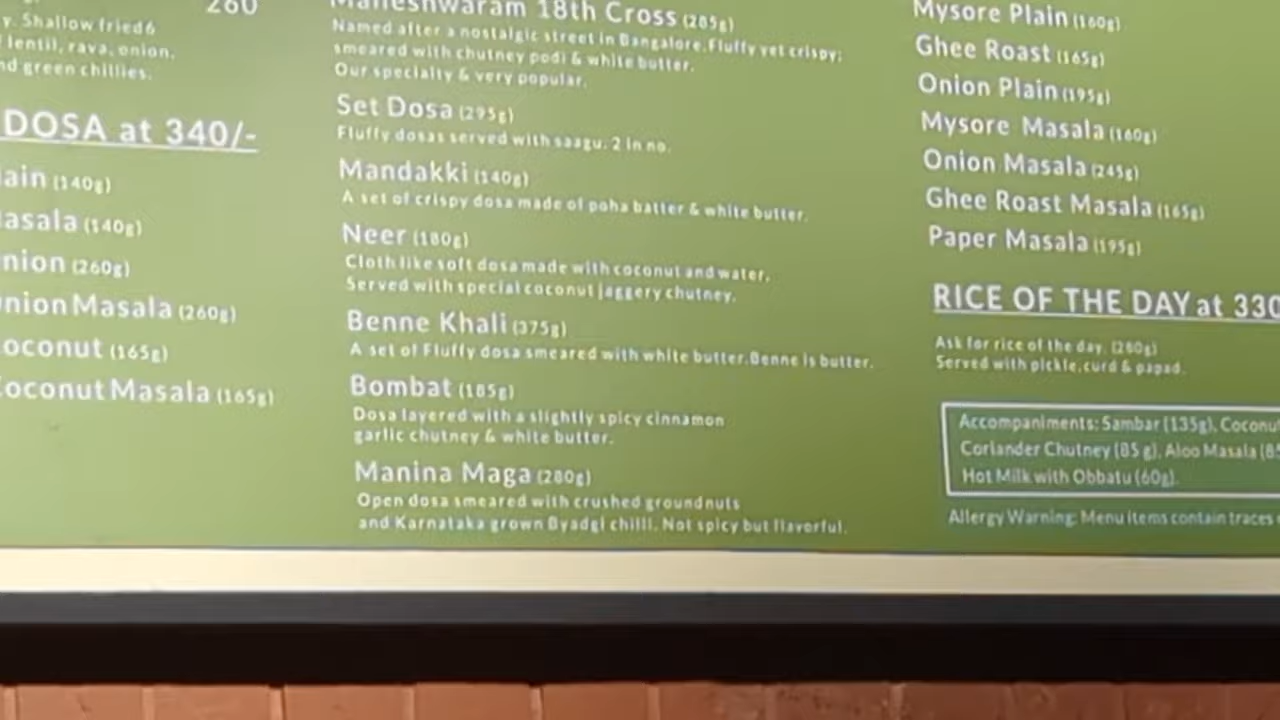 260
y. Shallow fried 6
lentil, rava, onion,
nd green chillies.
DOSA at 340/-
ain (140g)
asala (140g)
nion (260g)
nion Masala (260g)
oconut (165g)
Coconut Masala (165g)
Malleshwaram 18th Cross (285g)
Named after a nostalgic street in Bangalore.Fluffy yet crispy;
smeared with chutney podi & white butter.
Our specialty & very popular.
Set Dosa (295g)
Fluffy dosas served with saagu. 2 in no.
Mandakki (140g)
A set of crispy dosa made of poha batter & white butter.
Neer (180g)
Cloth like soft dosa made with coconut and water.
Served with special coconut jaggery chutney.
Benne Khali (375g)
A set of Fluffy dosa smeared with white butter.Benne is butter.
Bombat (185g)
Dosa layered with a slightly spicy cinnamon
garlic chutney & white butter.
Manina Maga (280g)
Open dosa smeared with crushed groundnuts
and Karnataka grown Byadgi chilli. Not spicy but flavorful.
Mysore Plain (160g)
Ghee Roast (165g)
Onion Plain (195g)
Mysore Masala (160g)
Onion Masala (245g)
Ghee Roast Masala (165g)
Paper Masala (195g)
RICE OF THE DAY at 330
Ask for rice of the day. (280g)
Served with pickle,curd & papad.
Accompaniments: Sambar (135g), Coconut
Coriander Chutney (85 g), Aloo Masala (85
Hot Milk with Obbatu (60g).
Allergy Warning: Menu items contain traces